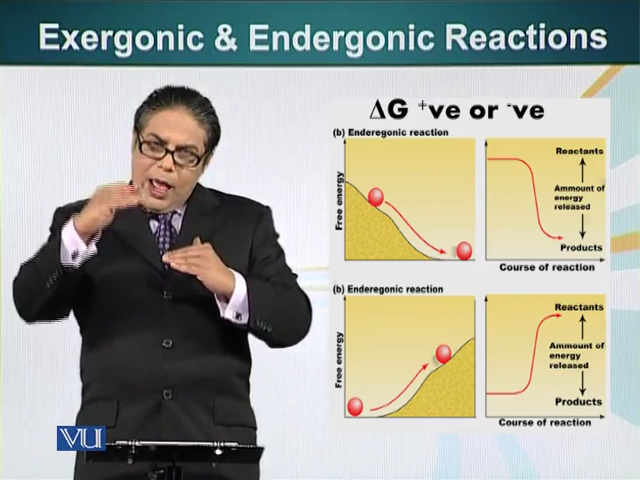 Exergonic & Endergonic Reactions
ΔG +ve or -ve
(b) Enderegonic reaction
Free energy
Reactants
Ammount of
energy
released
Products
Course of reaction
(b) Enderegonic reaction
Free energy
Reactants
Ammount of
energy
released
Products
Course of reaction
VU